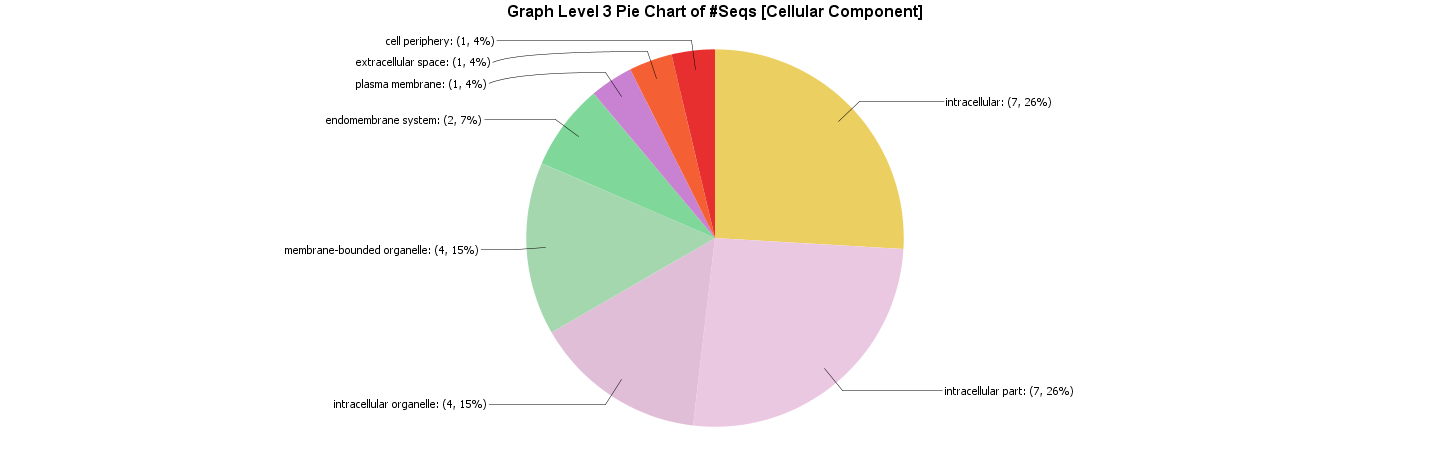 Graph Level 3 Pie Chart of #Seqs [Cellular Component]
cell periphery: (1, 4%)
extracellular space: (1, 4%)
plasma membrane: (1, 4%)
intracellular: (7, 26%)
endomembrane system: (2, 7%)
membrane-bounded organelle: (4, 15%)
intracellular part: (7, 26%)
intracellular organelle: (4, 15%)